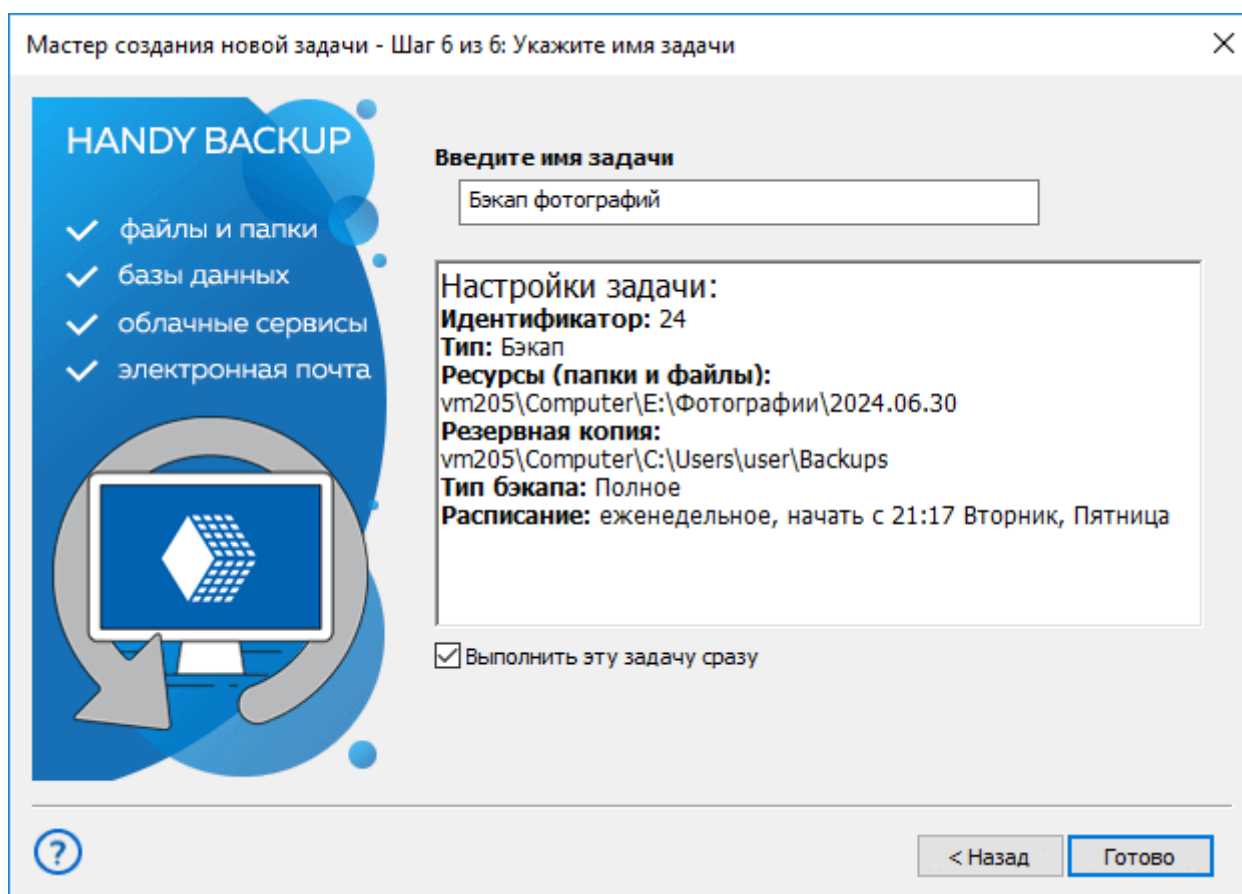 Мастер создания новой задачи - Шаг 6 из 6: Укажите имя задачи
HANDY BACKUP
файлы и папки
базы данных
облачные сервисы
электронная почта
Введите имя задачи
Бэкап фотографий
Настройки задачи:
Идентификатор: 24
Тип: Бэкап
Ресурсы (папки и файлы):
vm205\Computer\E:\Фотографии\2024.06.30
Резервная копия:
vm205\Computer\C:\Users\user\Backups
Тип бэкапа: Полное
Расписание: еженедельное, начать с 21:17 Вторник, Пятница
Выполнить эту задачу сразу
?
< Назад
Готово